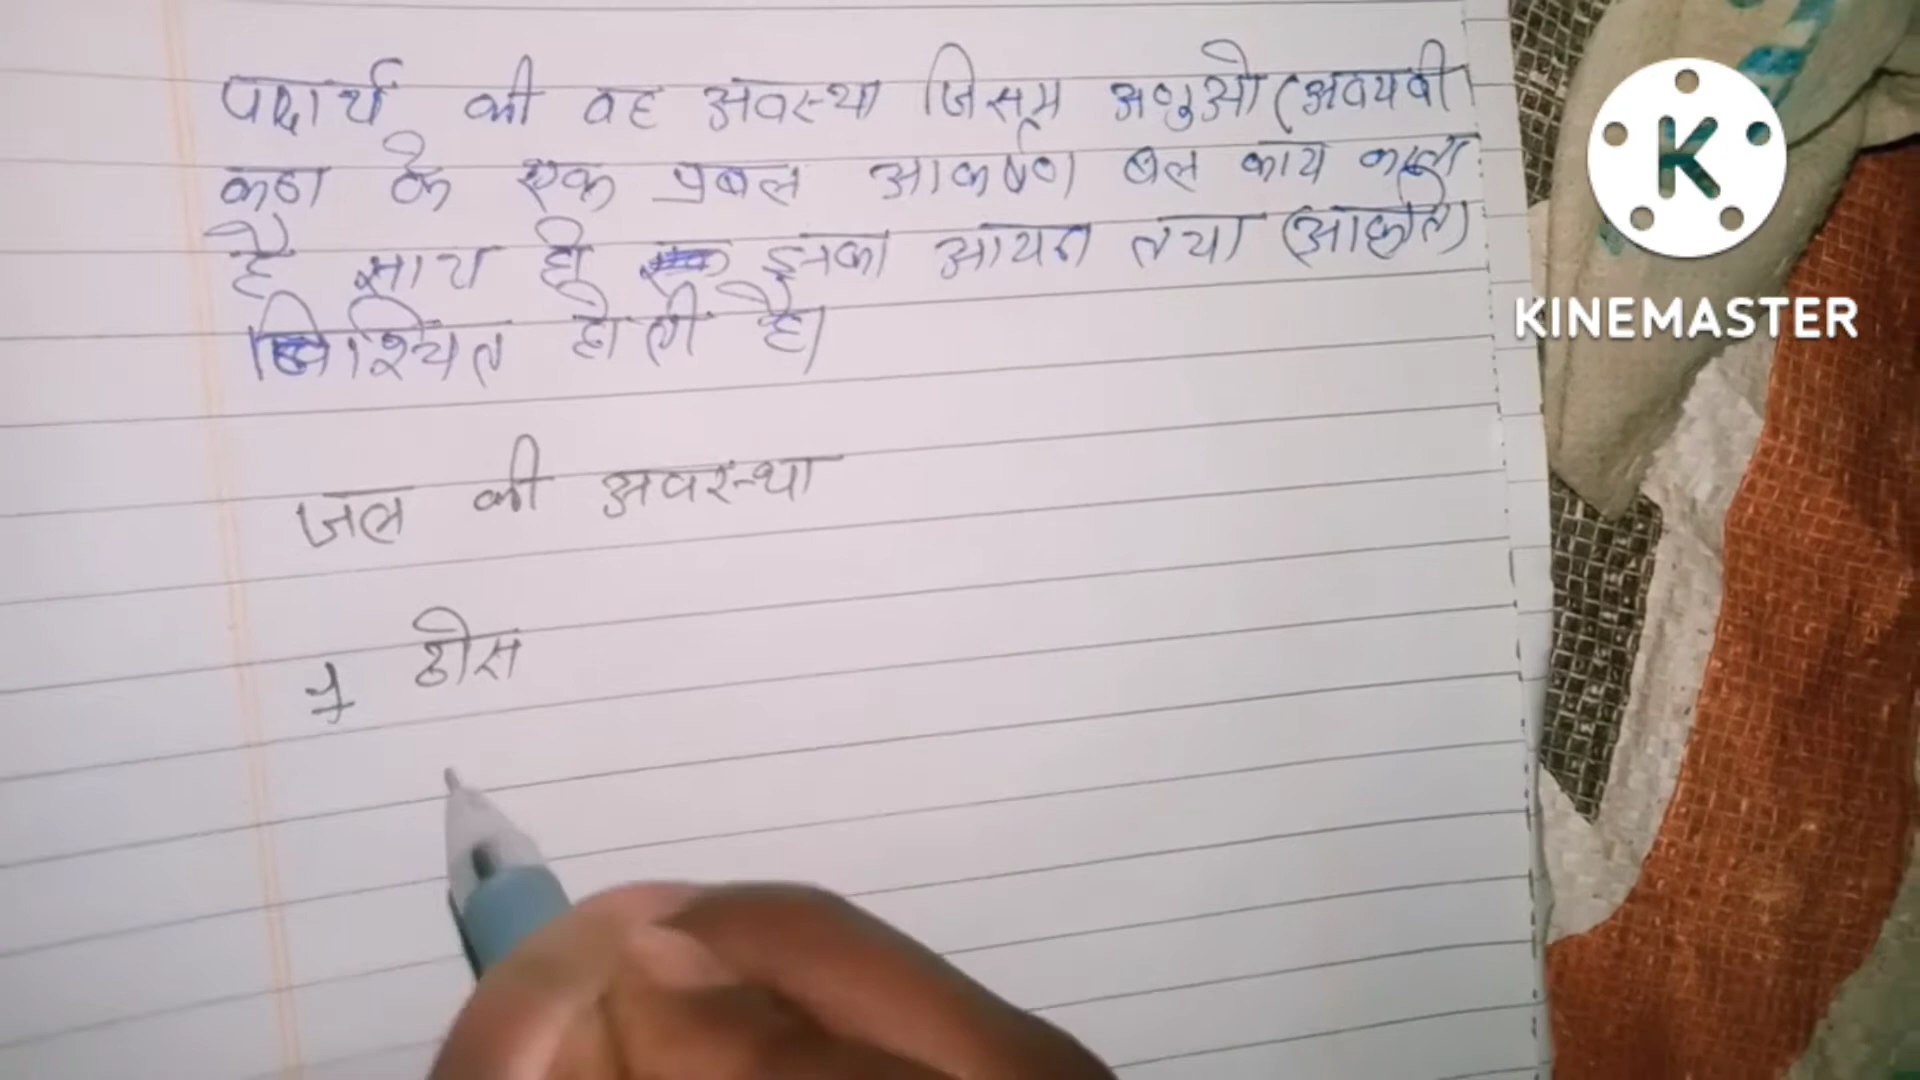 पदार्थ की वह अवस्था जिसम अणुओ (अवयवी
कण के एक प्रबल आकर्षण बल काय करता
है साथ ही इनका आयतन तथा (आकृति)
निश्चित होती है।
जल की अवस्था
1 ठोस
K
KINEMASTER